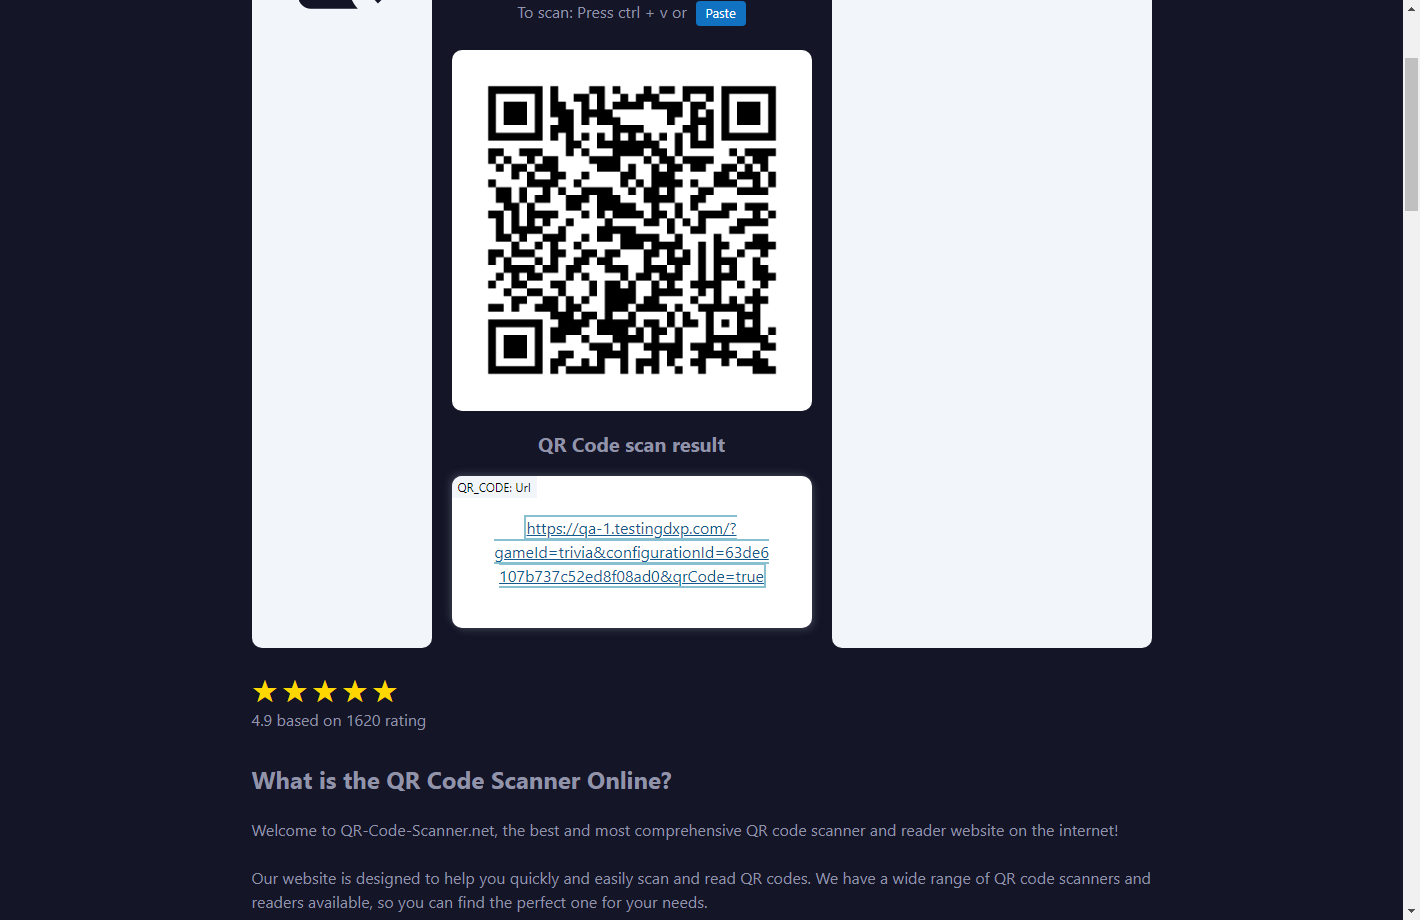 To scan: Press ctrl + v or Paste
QR Code scan result
QR_CODE: Url
https://qa-1.testingdxp.com/?
gameId=trivia&configurationId=63de6
107b737c52ed8f08ad0&qrCode=true
4.9 based on 1620 rating
What is the QR Code Scanner Online?
Welcome to QR-Code-Scanner.net, the best and most comprehensive QR code scanner and reader website on the internet!
Our website is designed to help you quickly and easily scan and read QR codes. We have a wide range of QR code scanners and
readers available, so you can find the perfect one for your needs.